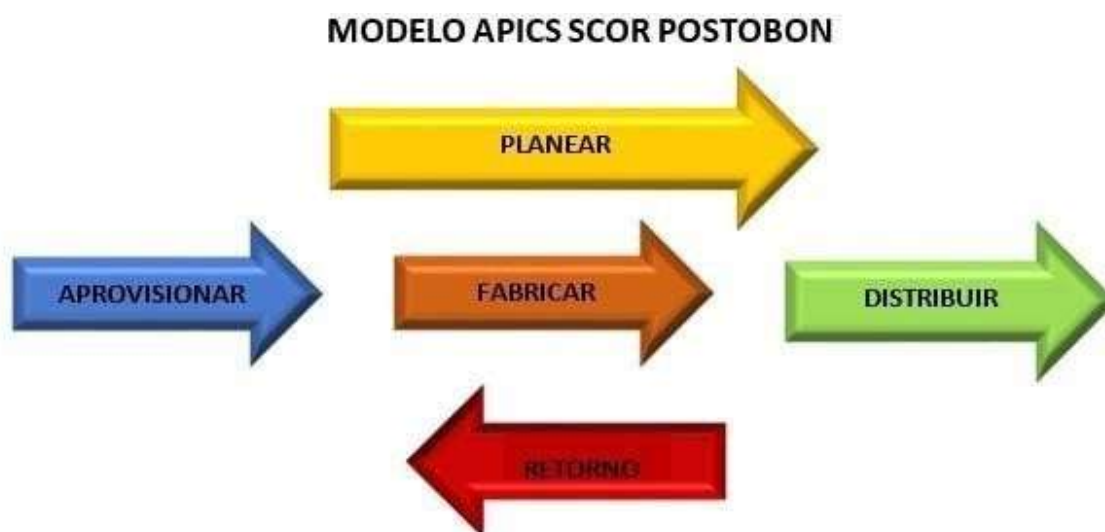 MODELO APICS SCOR POSTOBON
PLANEAR
APROVISIONAR
FABRICAR
DISTRIBUIR
RETORNO